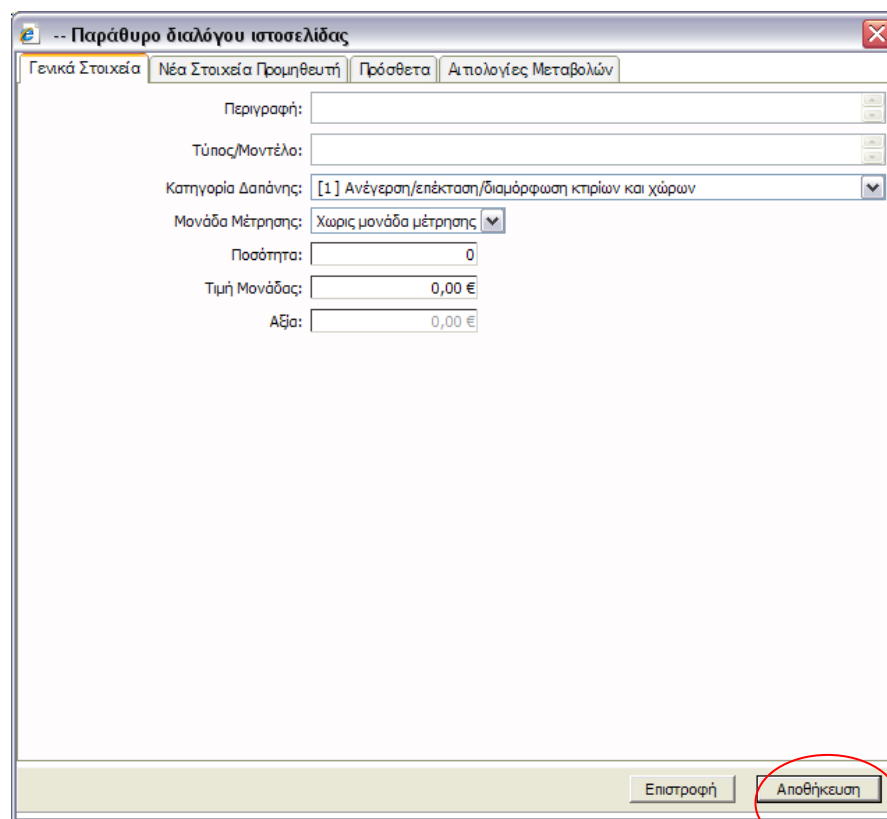 -- Παράθυρο διαλόγου ιστοσελίδας
Γενικά Στοιχεία Νέα Στοιχεία Προμηθευτή Πρόσθετα Αιτιολογίες Μεταβολών
Περιγραφή:
Τύπος/Μοντέλο:
Κατηγορία Δαπάνης: [1] Ανέγερση/επέκταση/διαμόρφωση κτιρίων και χώρων
Μονάδα Μέτρησης: Χωρις μονάδα μέτρησης
Ποσότητα: 0
Τιμή Μονάδας: 0,00 €
Αξία: 0,00 €
Επιστροφή Αποθήκευση